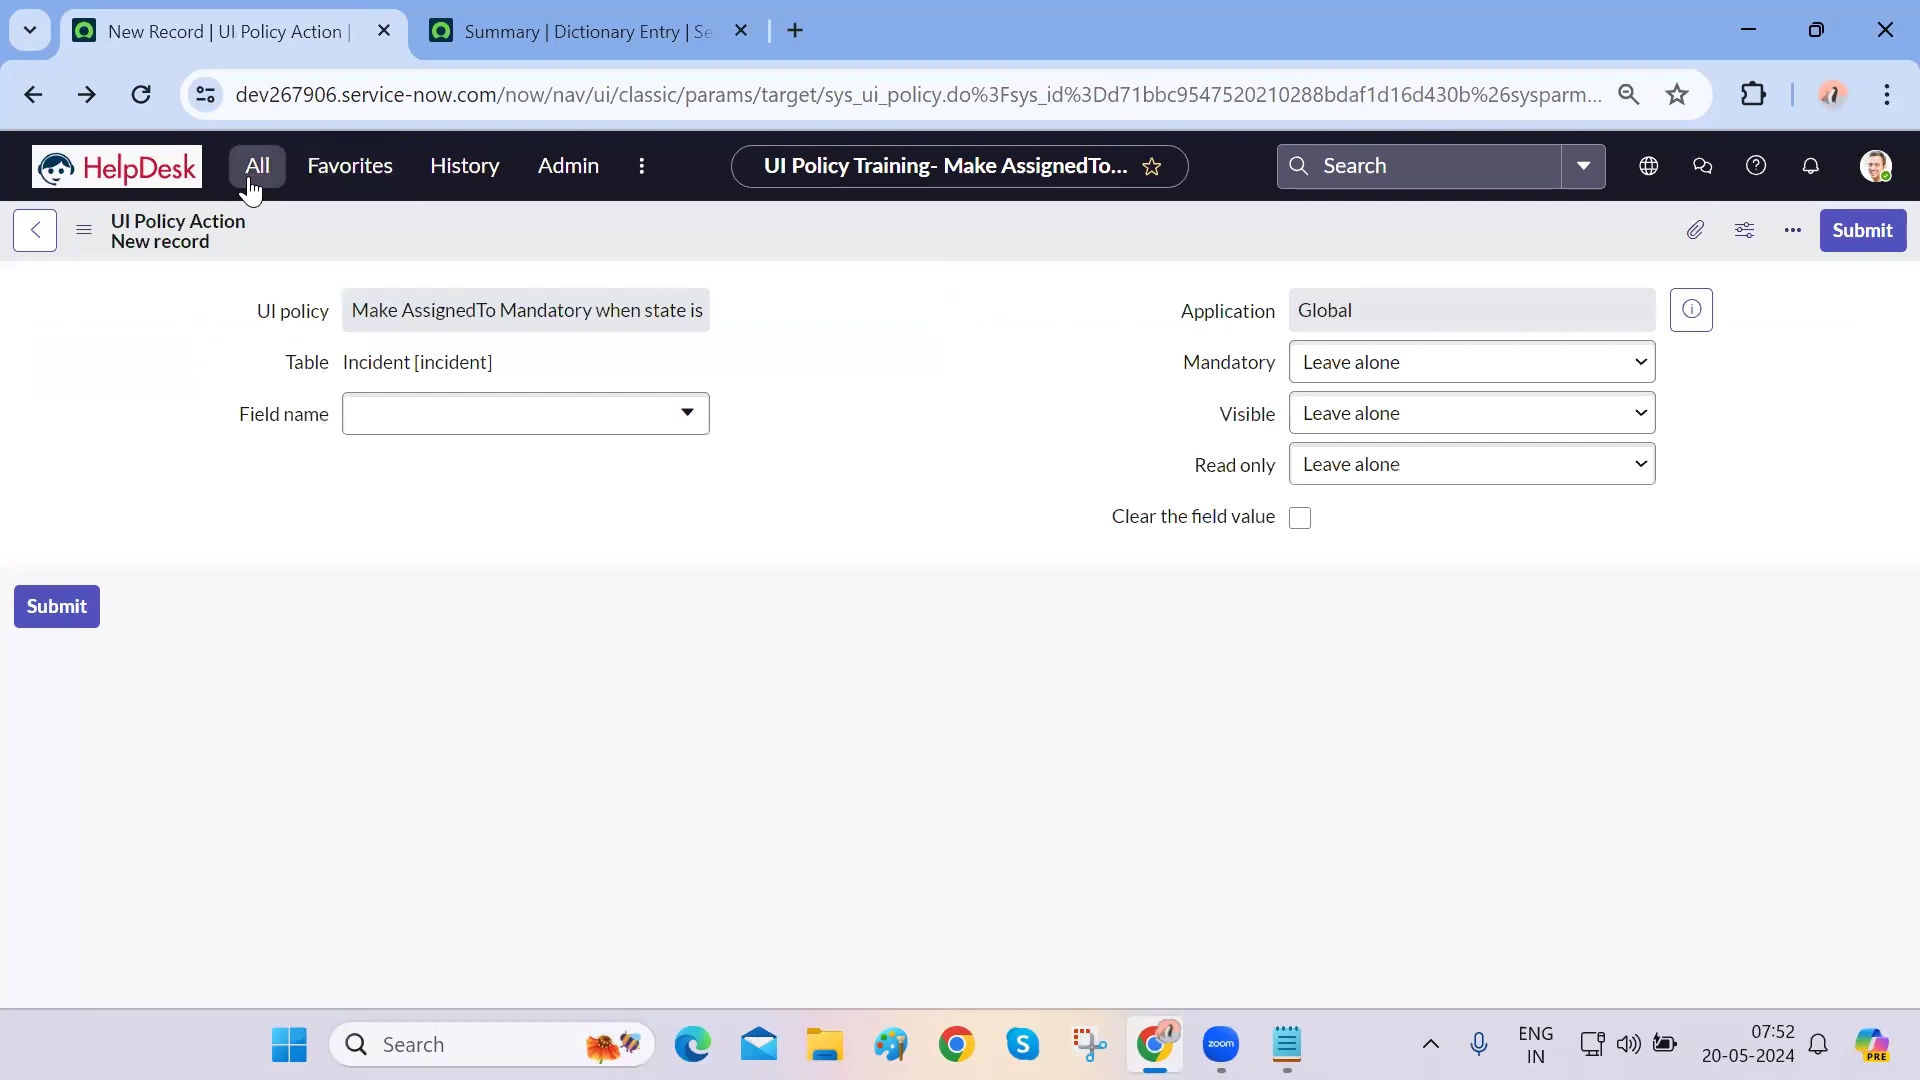 New Record | UI Policy Action |
Summary | Dictionary Entry | Se
dev267906.service-now.com/now/nav/ui/classic/params/target/sys_ui_policy.do%3Fsys_id%3Dd71bbc9547520210288bdaf1d16d430b%26sysparm...
HelpDesk
All
Favorites
History
Admin
UI Policy Training- Make AssignedTo...
Search
UI Policy Action
New record
Submit
UI policy
Make AssignedTo Mandatory when state is
Application
Global
Table
Incident [incident]
Mandatory
Leave alone
Field name
Visible
Leave alone
Read only
Leave alone
Clear the field value
Submit
Search
S
zoom
ENG
IN
07:52
20-05-2024
PRE